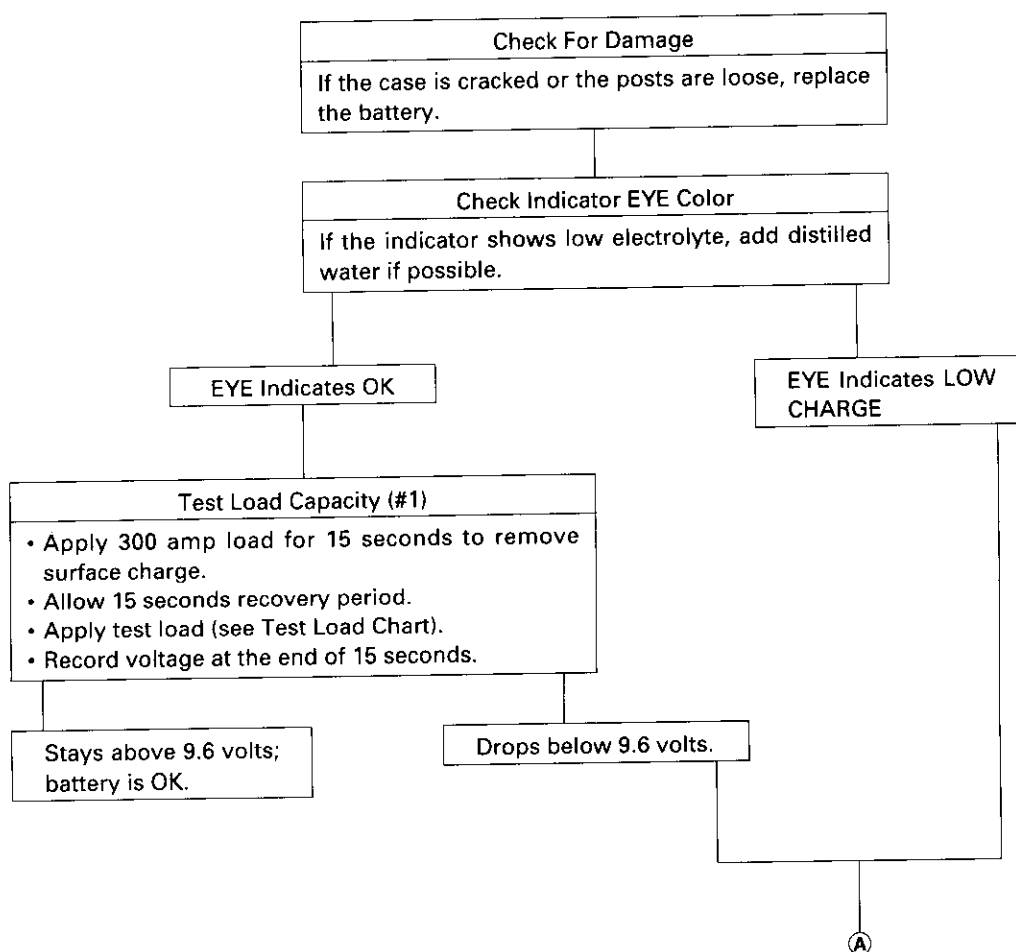 Check For Damage
If the case is cracked or the posts are loose, replace
the battery.
Check Indicator EYE Color
If the indicator shows low electrolyte, add distilled
water if possible.
EYE Indicates OK
EYE Indicates LOW
CHARGE
Test Load Capacity (#1)
• Apply 300 amp load for 15 seconds to remove
surface charge.
• Allow 15 seconds recovery period.
• Apply test load (see Test Load Chart).
• Record voltage at the end of 15 seconds.
Stays above 9.6 volts;
battery is OK.
Drops below 9.6 volts.
A